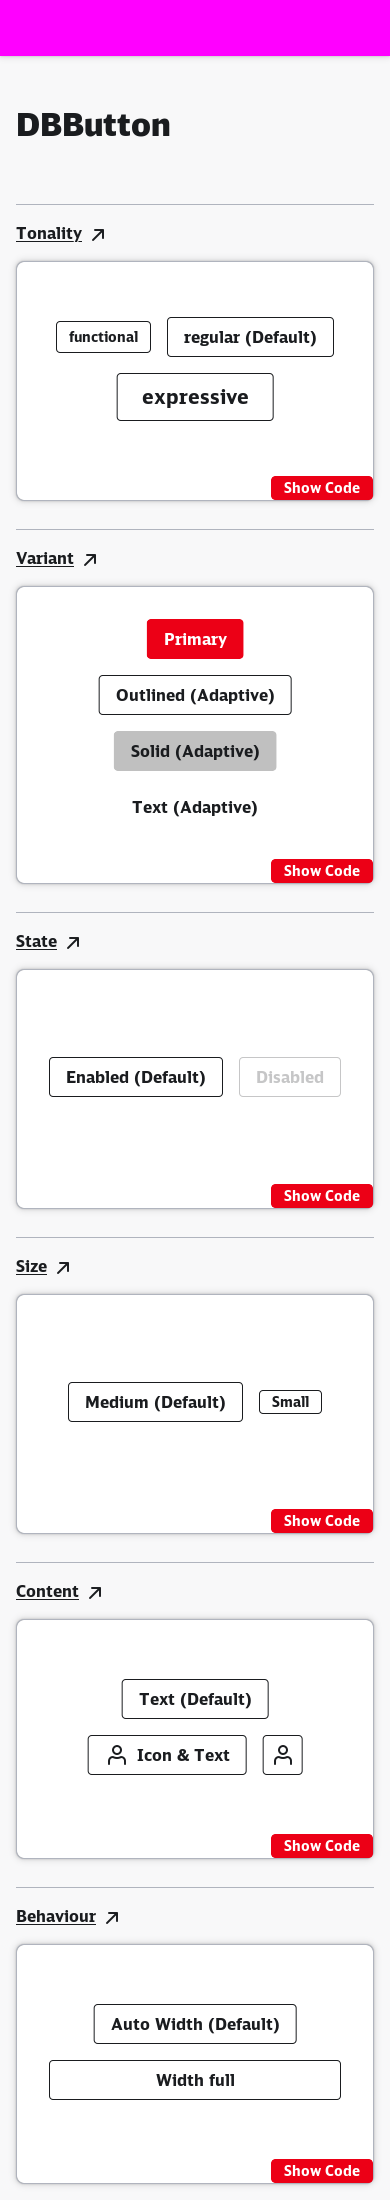 DBButton
Tonality
functional regular (Default)
expressive
Show Code
Variant
Primary
Outlined (Adaptive)
Solid (Adaptive)
Text (Adaptive)
Show Code
State
Enabled (Default) Disabled
Show Code
Size
Medium (Default) Small
Show Code
Content
Text (Default)
Icon & Text
Show Code
Behaviour
Auto Width (Default)
Width full
Show Code